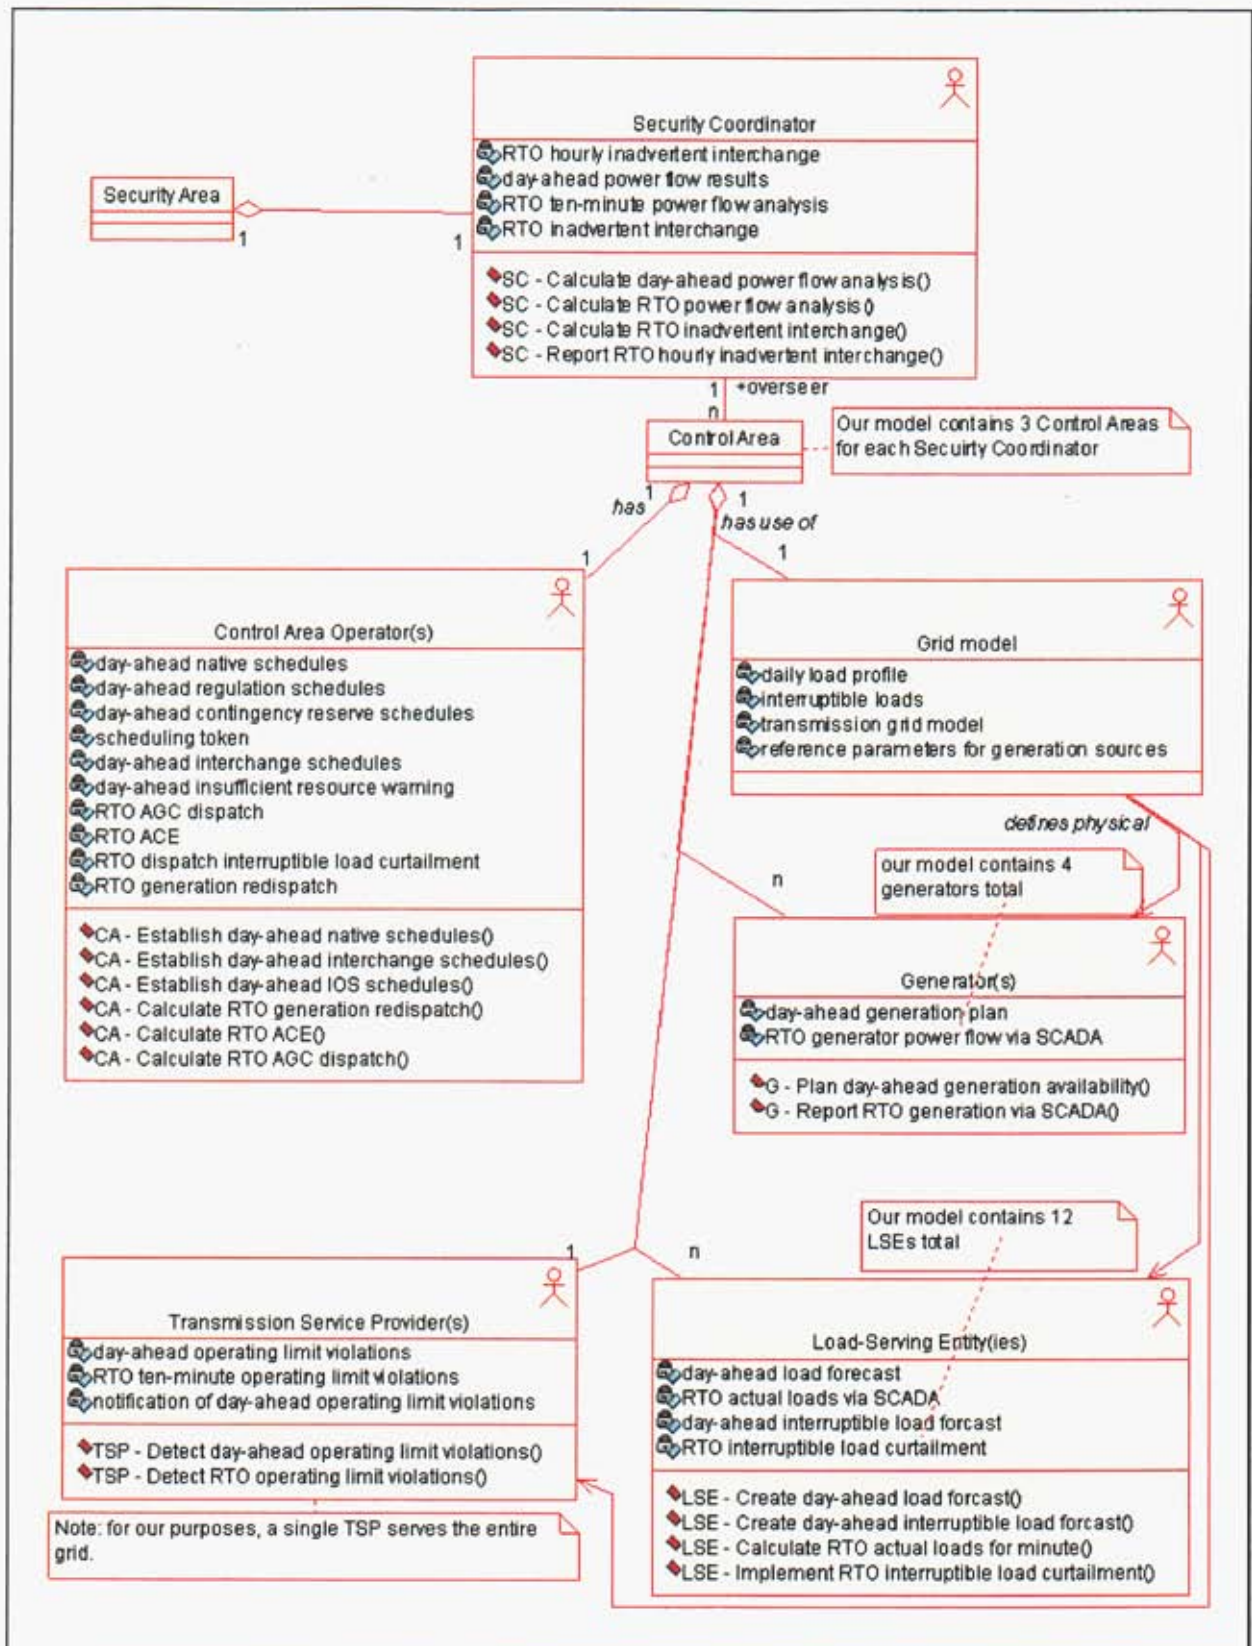 Security Coordinator
RTO hourly inadvertent interchange
day-ahead power flow results
RTO ten-minute power flow analysis
RTO inadvertent interchange
SC - Calculate day-ahead power flow analysis()
SC - Calculate RTO power flow analysis()
SC - Calculate RTO inadvertent interchange()
SC - Report RTO hourly inadvertent interchange()
Security Area
1
1
1 +overseer
n
Control Area
Our model contains 3 Control Areas
for each Secuirty Coordinator
1
has
1
1
has use of
1
Control Area Operator(s)
day-ahead native schedules
day-ahead regulation schedules
day-ahead contingency reserve schedules
scheduling token
day-ahead interchange schedules
day-ahead insufficient resource warning
RTO AGC dispatch
RTO ACE
RTO dispatch interruptible load curtailment
RTO generation redispatch
CA - Establish day-ahead native schedules()
CA - Establish day-ahead interchange schedules()
CA - Establish day-ahead IOS schedules()
CA - Calculate RTO generation redispatch()
CA - Calculate RTO ACE()
CA - Calculate RTO AGC dispatch()
Grid model
daily load profile
interruptible loads
transmission grid model
reference parameters for generation sources
defines physical
our model contains 4
generators total
n
Generator(s)
day-ahead generation plan
RTO generator power flow via SCADA
G - Plan day-ahead generation availability()
G - Report RTO generation via SCADA()
Our model contains 12
LSEs total
1
n
Transmission Service Provider(s)
day-ahead operating limit violations
RTO ten-minute operating limit violations
notification of day-ahead operating limit violations
TSP - Detect day-ahead operating limit violations()
TSP - Detect RTO operating limit violations()
Note: for our purposes, a single TSP serves the entire
grid.
Load-Serving Entity(ies)
day-ahead load forecast
RTO actual loads via SCADA
day-ahead interruptible load forcast
RTO interruptible load curtailment
LSE - Create day-ahead load forcast()
LSE - Create day-ahead interruptible load forcast()
LSE - Calculate RTO actual loads for minute()
LSE - Implement RTO interruptible load curtailment()